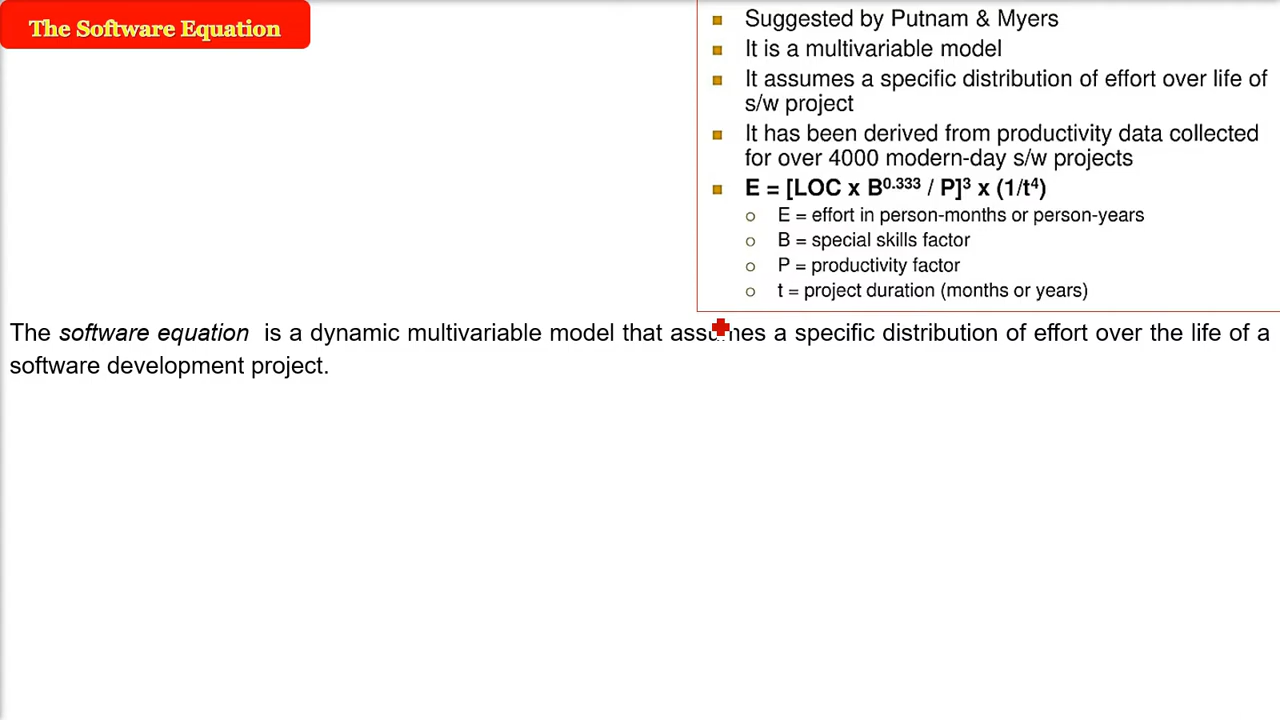 The Software Equation
Suggested by Putnam & Myers
It is a multivariable model
It assumes a specific distribution of effort over life of
s/w project
It has been derived from productivity data collected
for over 4000 modern-day s/w projects
E = [LOC x B⁰·³³³ / P]³ x (1/t⁴)
E = effort in person-months or person-years
B = special skills factor
P = productivity factor
t = project duration (months or years)
The software equation is a dynamic multivariable model that assumes a specific distribution of effort over the life of a
software development project.